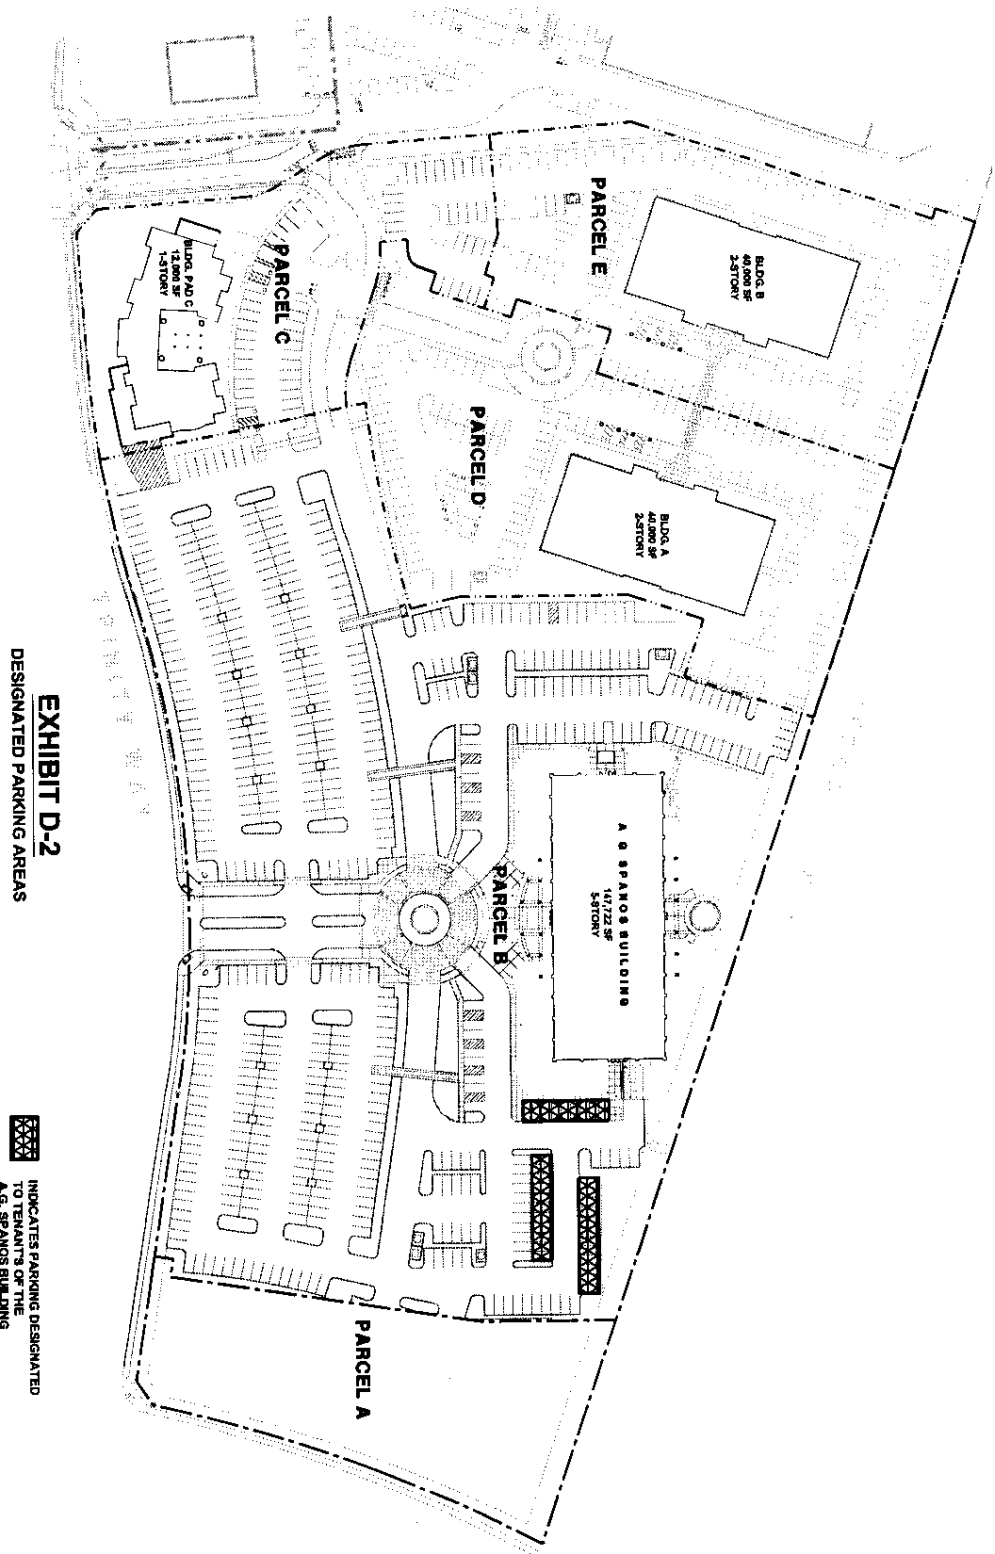 PARCEL E
BLDG. B
40,000 SF
2-STORY
PARCEL C
BLDG. PAD C
12,000 SF
1-STORY
PARCEL D
BLDG. A
40,000 SF
2-STORY
A G SPANOS BUILDING
147,722 SF
5-STORY
PARCEL B
PARCEL A
EXHIBIT D-2
DESIGNATED PARKING AREAS
INDICATES PARKING DESIGNATED
TO TENANT'S OF THE
A.G. SPANOS BUILDING